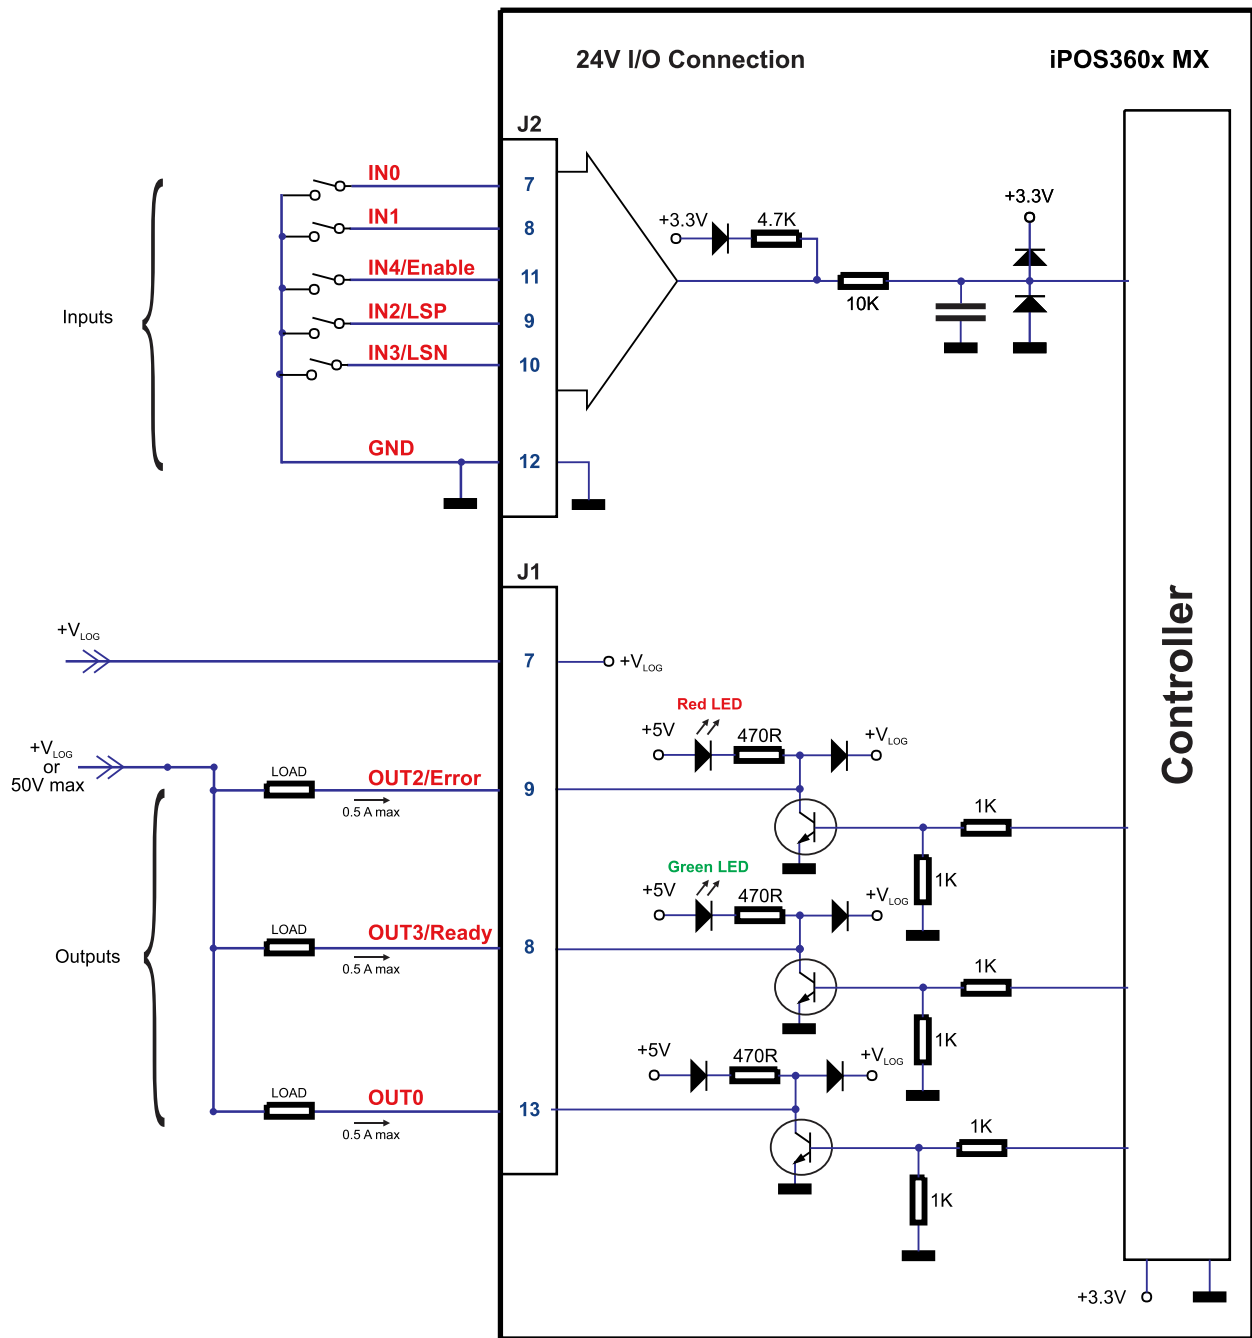 24V I/O Connection
iPOS360x MX
J2
IN0
7
IN1
8
IN4/Enable
11
IN2/LSP
9
IN3/LSN
10
GND
12
Inputs
+3.3V
4.7K
10K
+3.3V
Controller
J1
+VLOG
7
+VLOG
+VLOG
or
50V max
LOAD
OUT2/Error
0.5 A max
9
Red LED
+5V
470R
+VLOG
1K
1K
Outputs
LOAD
OUT3/Ready
0.5 A max
8
Green LED
+5V
470R
+VLOG
1K
1K
LOAD
OUT0
0.5 A max
13
+5V
470R
+VLOG
1K
1K
+3.3V